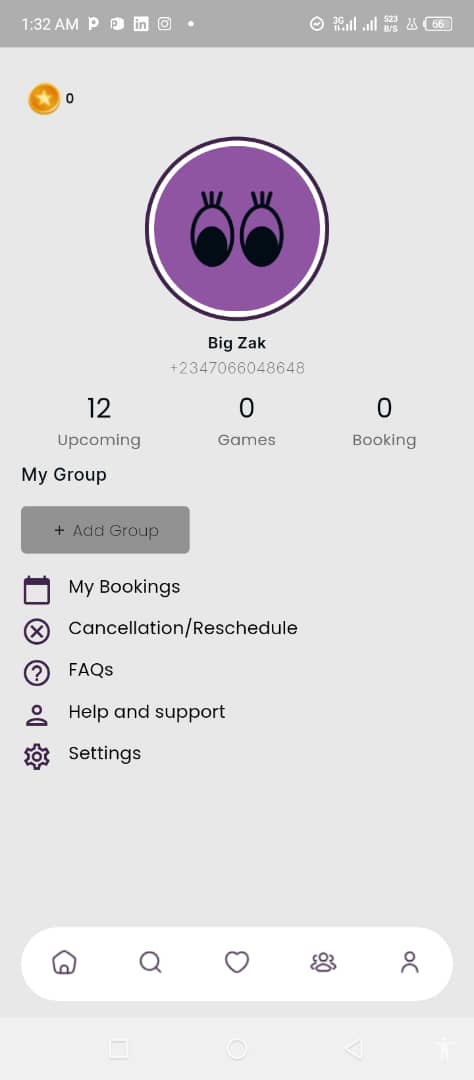 1:32 AM
3G
523
B/S
66
0
Big Zak
+2347066048648
12 0 0
Upcoming Games Booking
My Group
+ Add Group
My Bookings
Cancellation/Reschedule
FAQs
Help and support
Settings